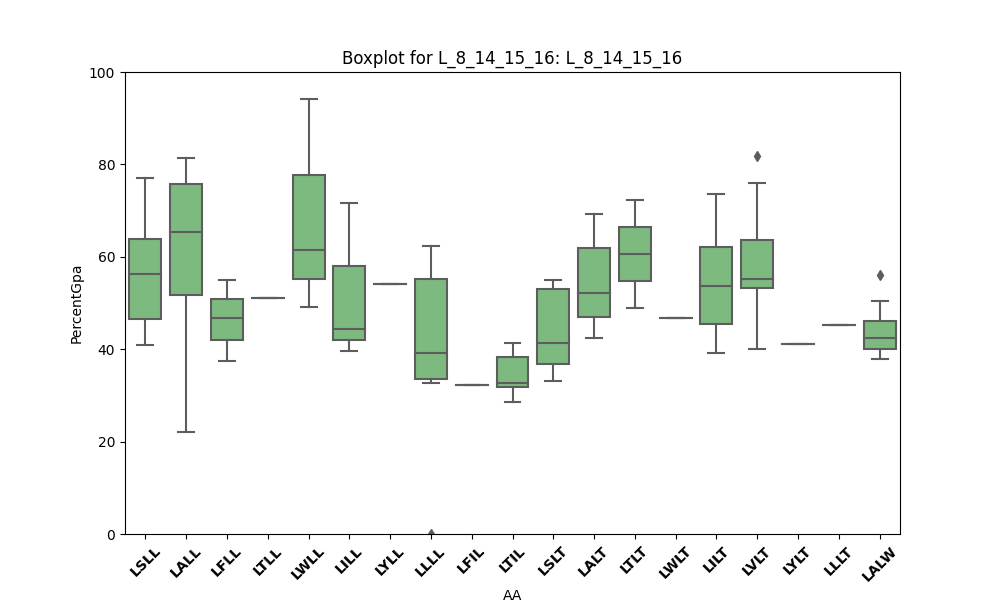 Boxplot for L_8_14_15_16: L_8_14_15_16
100
80
60
40
20
0
PercentGpa
LSLL
LALL
LFLL
LTLL
LWLL
LILL
LYLL
LLLL
LFIL
LTIL
LSLT
LALT
LTLT
LWLT
LILT
LVLT
LYLT
LLLT
LALW
AA